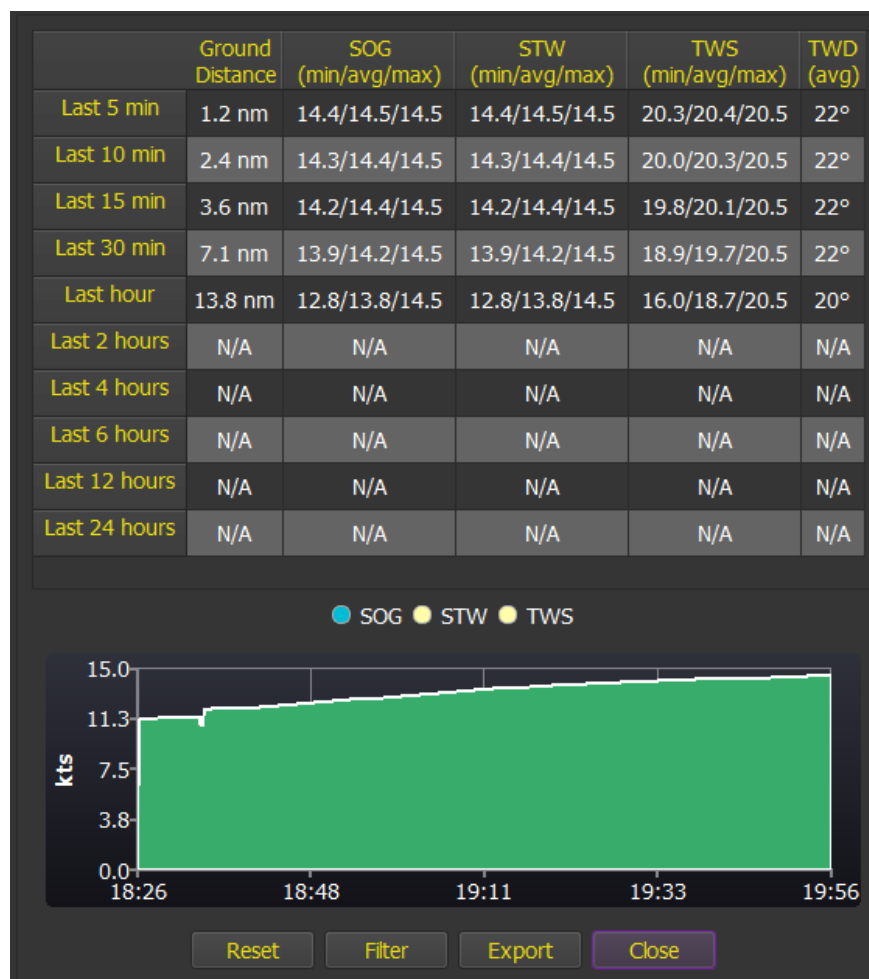 Ground SOG STW TWS TWD
Distance (min/avg/max) (min/avg/max) (min/avg/max) (avg)
Last 5 min 1.2 nm 14.4/14.5/14.5 14.4/14.5/14.5 20.3/20.4/20.5 22°
Last 10 min 2.4 nm 14.3/14.4/14.5 14.3/14.4/14.5 20.0/20.3/20.5 22°
Last 15 min 3.6 nm 14.2/14.4/14.5 14.2/14.4/14.5 19.8/20.1/20.5 22°
Last 30 min 7.1 nm 13.9/14.2/14.5 13.9/14.2/14.5 18.9/19.7/20.5 22°
Last hour 13.8 nm 12.8/13.8/14.5 12.8/13.8/14.5 16.0/18.7/20.5 20°
Last 2 hours N/A N/A N/A N/A N/A
Last 4 hours N/A N/A N/A N/A N/A
Last 6 hours N/A N/A N/A N/A N/A
Last 12 hours N/A N/A N/A N/A N/A
Last 24 hours N/A N/A N/A N/A N/A
SOG STW TWS
15.0
11.3
kts
7.5
3.8
0.0
18:26 18:48 19:11 19:33 19:56
Reset Filter Export Close